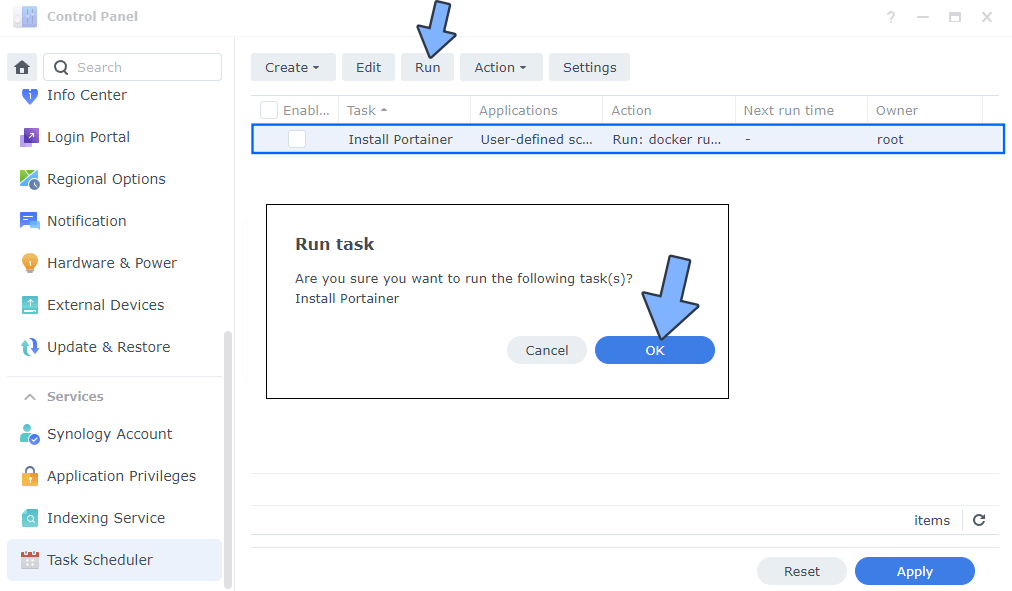 Control Panel
?
Search
Info Center
Login Portal
Regional Options
Notification
Hardware & Power
External Devices
Update & Restore
Services
Synology Account
Application Privileges
Indexing Service
Task Scheduler
Create Edit Run Action Settings
Enabl... Task Applications Action Next run time Owner
Install Portainer User-defined sc... Run: docker ru... - root
Run task
Are you sure you want to run the following task(s)?
Install Portainer
Cancel OK
items
Reset Apply